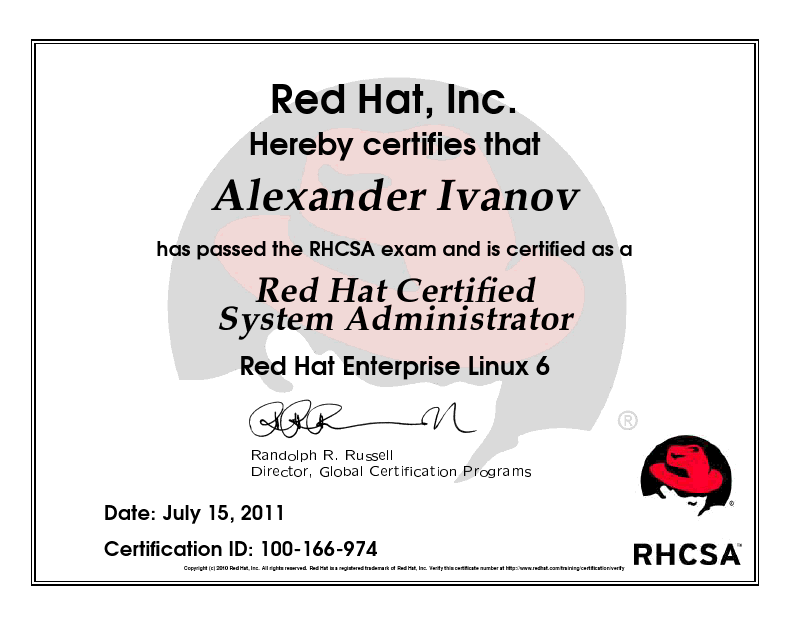 Red Hat, Inc.
Hereby certifies that
Alexander Ivanov
has passed the RHCSA exam and is certified as a
Red Hat Certified
System Administrator
Red Hat Enterprise Linux 6
®
Randolph R. Russell
Director, Global Certification Programs
®
Date: July 15, 2011
Certification ID: 100-166-974
RHCSA™
Copyright (c) 2010 Red Hat, Inc. All rights reserved. Red Hat is a registered trademark of Red Hat, Inc. Verify this certificate number at http://www.redhat.com/training/certification/verify